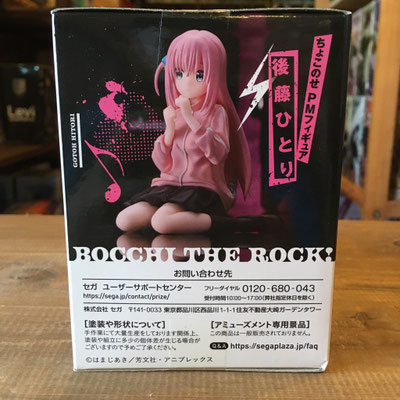 ちょこのせ PMフィギュア
後藤ひとり
GOTOH HITORI
BOCCHI THE ROCK!
お問い合わせ先
セガ ユーザーサポートセンター
https://sega.jp/contact/prize/
フリーダイヤル 0120-680-043
受付時間10:00〜17:00(弊社指定休日を除く)
株式会社 セガ 〒141-0033 東京都品川区西品川1-1-1住友不動産大崎ガーデンタワー
【塗装や形状について】
手作業にて大量生産をしております関係上、
塗装や組立に多少の個体差が生じる場合が
ございますので予めご了承ください。
【アミューズメント専用景品】
この景品は一般販売されておりません。
Q&A https://segaplaza.jp/faq
©はまじあき/芳文社・アニプレックス
Levi